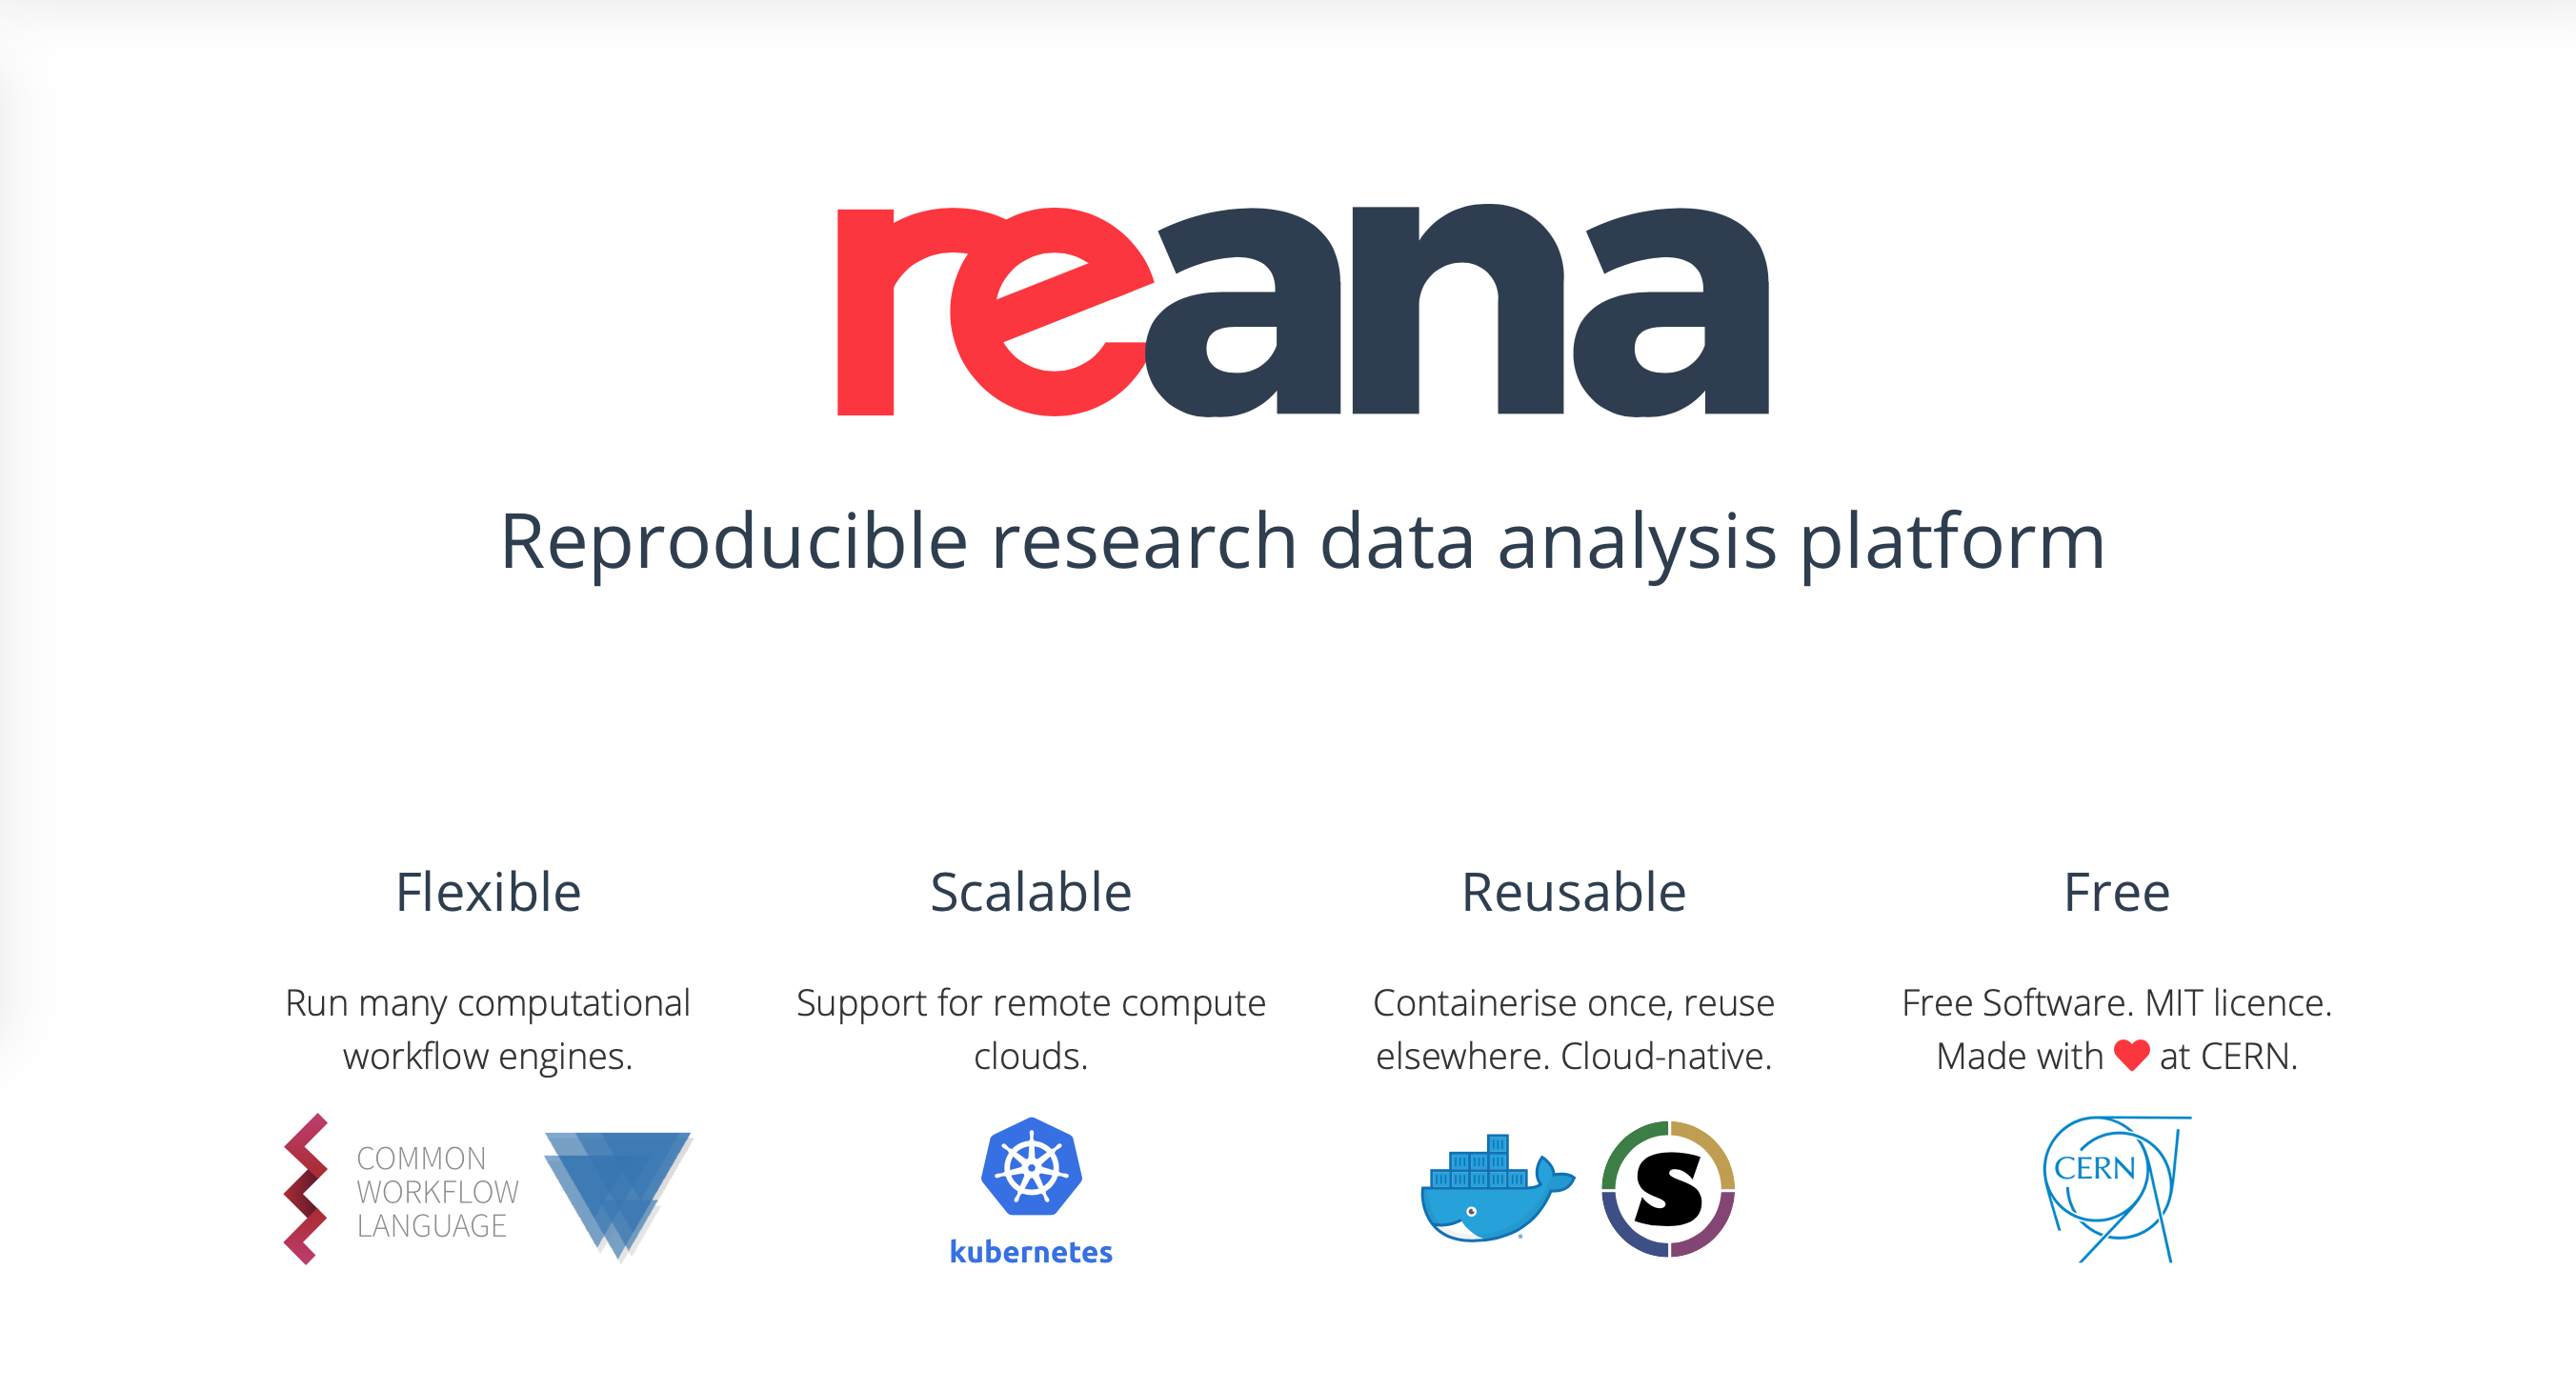 reana
Reproducible research data analysis platform
Flexible
Run many computational
workflow engines.
COMMON
WORKFLOW
LANGUAGE
Scalable
Support for remote compute
clouds.
kubernetes
Reusable
Containerise once, reuse
elsewhere. Cloud-native.
S
Free
Free Software. MIT licence.
Made with ❤ at CERN.
CERN